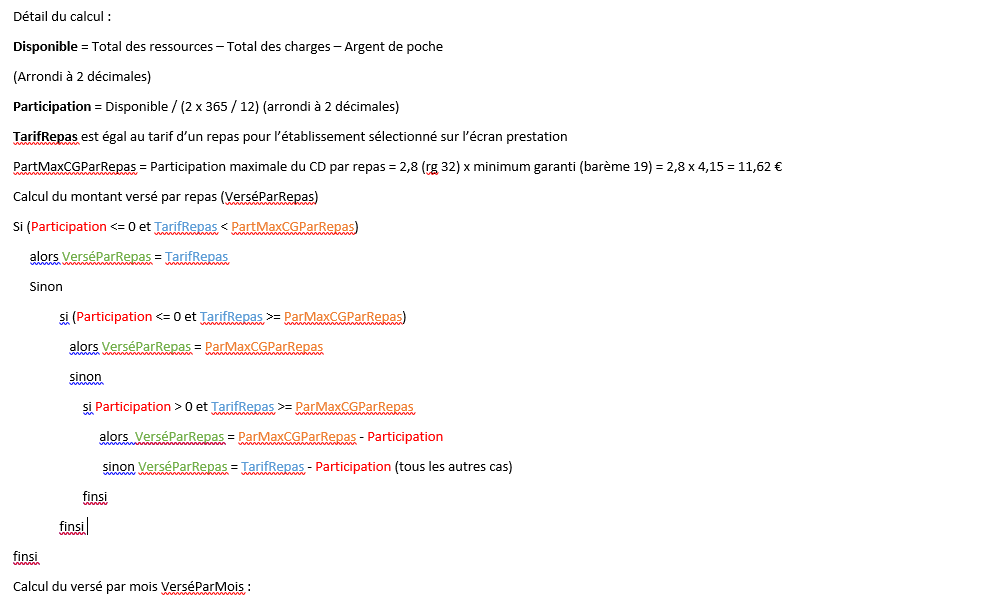 Détail du calcul :
Disponible = Total des ressources – Total des charges – Argent de poche
(Arrondi à 2 décimales)
Participation = Disponible / (2 x 365 / 12) (arrondi à 2 décimales)
TarifRepas est égal au tarif d’un repas pour l’établissement sélectionné sur l’écran prestation
PartMaxCGParRepas = Participation maximale du CD par repas = 2,8 (rg 32) x minimum garanti (barème 19) = 2,8 x 4,15 = 11,62 €
Calcul du montant versé par repas (VerséParRepas)
Si (Participation <= 0 et TarifRepas < PartMaxCGParRepas)
alors VerséParRepas = TarifRepas
Sinon
si (Participation <= 0 et TarifRepas >= ParMaxCGParRepas)
alors VerséParRepas = ParMaxCGParRepas
sinon
si Participation > 0 et TarifRepas >= ParMaxCGParRepas
alors VerséParRepas = ParMaxCGParRepas - Participation
sinon VerséParRepas = TarifRepas - Participation (tous les autres cas)
finsi
finsi
finsi
Calcul du versé par mois VerséParMois :